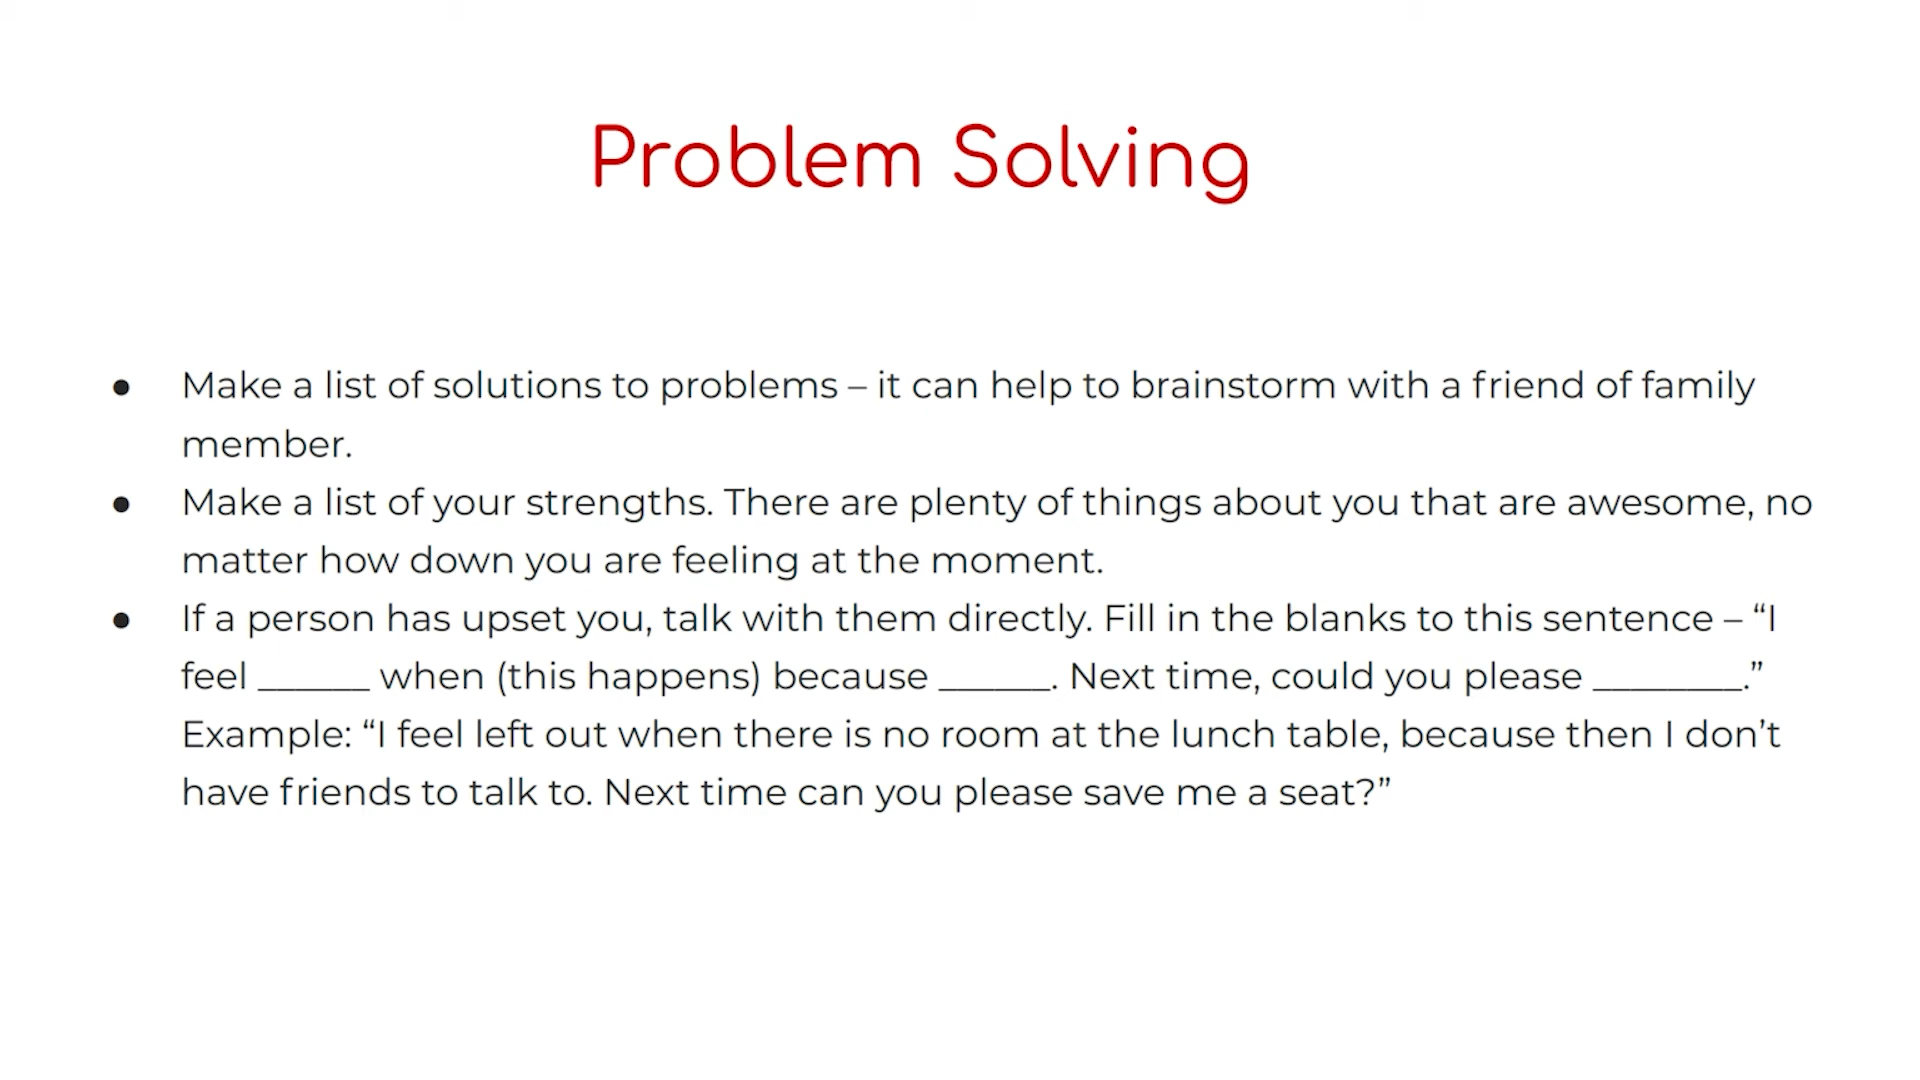 Problem Solving
● Make a list of solutions to problems – it can help to brainstorm with a friend of family
member.
● Make a list of your strengths. There are plenty of things about you that are awesome, no
matter how down you are feeling at the moment.
● If a person has upset you, talk with them directly. Fill in the blanks to this sentence – “I
feel ______ when (this happens) because ______. Next time, could you please ________.”
Example: “I feel left out when there is no room at the lunch table, because then I don’t
have friends to talk to. Next time can you please save me a seat?”